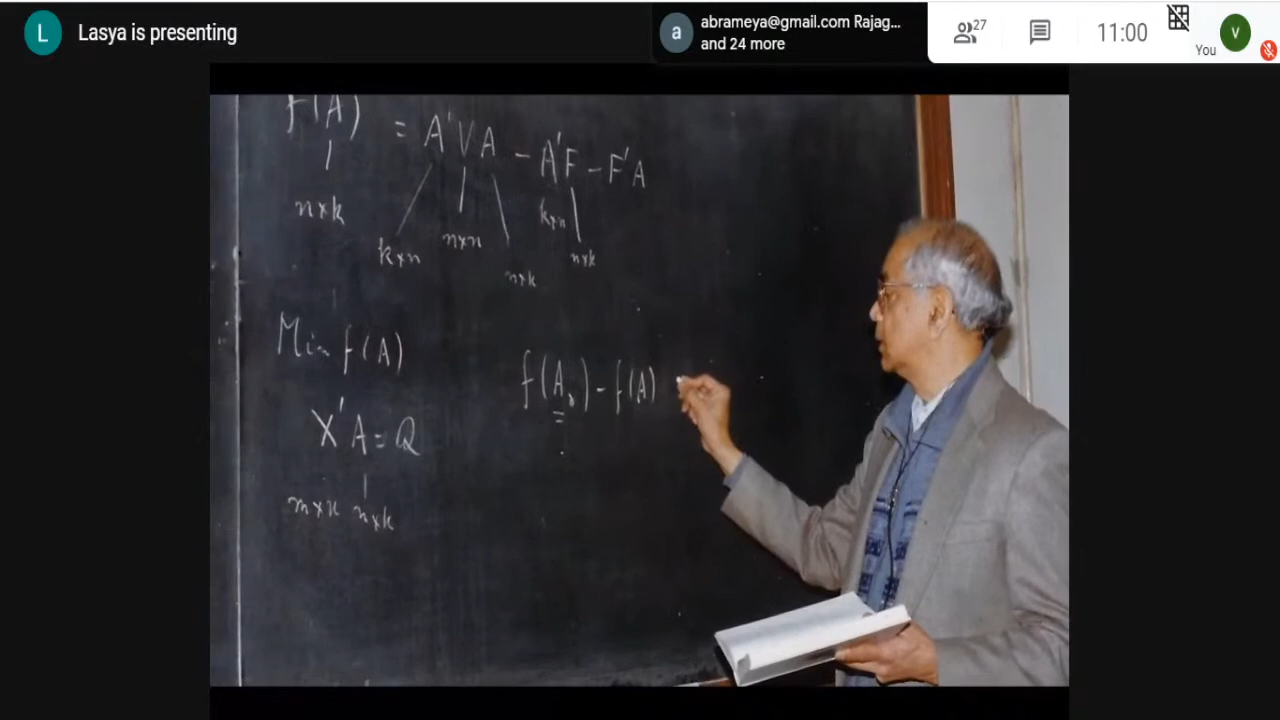 L Lasya is presenting
a abrameya@gmail.com Rajag...
and 24 more
27
11:00
You
V
f(A) = A'VA - A'F - F'A
n×k
k×n n×n n×k k×n n×k
Min f(A)
f(A₀) - f(A)
X'A = Q
m×n n×k